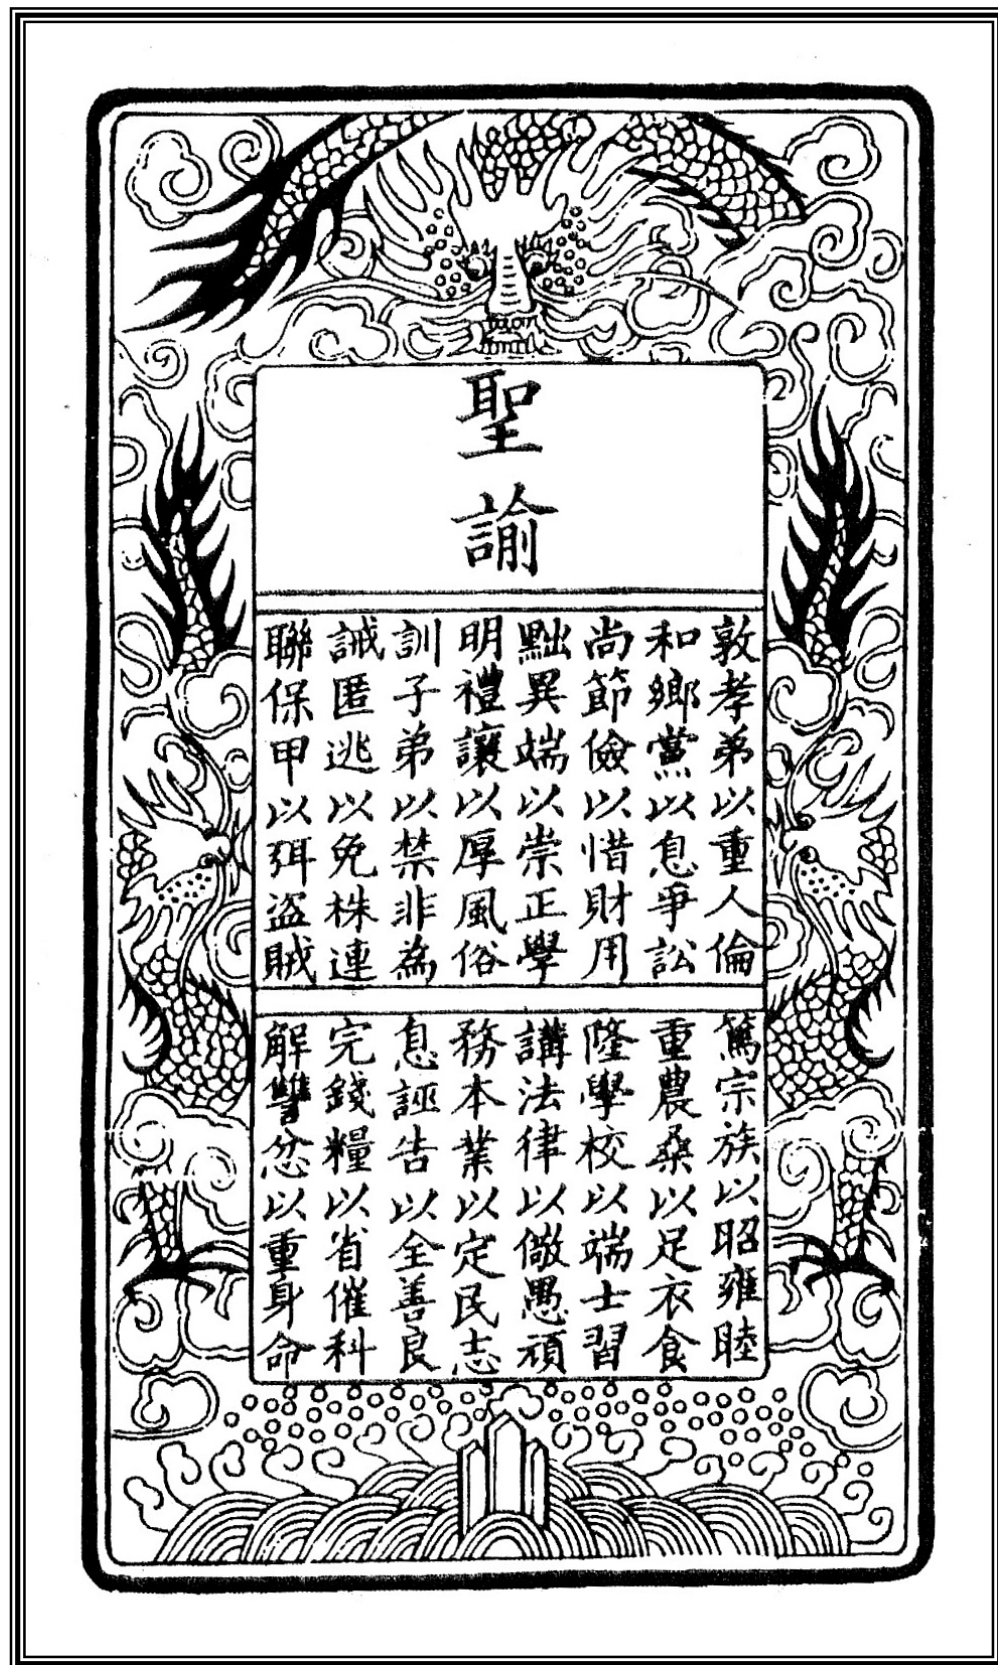 聖諭
敦孝弟以重人倫
篤宗族以昭雍睦
和鄉黨以息爭訟
重農桑以足衣食
尚節儉以惜財用
隆學校以端士習
黜異端以崇正學
講法律以儆愚頑
明禮讓以厚風俗
務本業以定民志
訓子弟以禁非為
息誣告以全善良
誡匿逃以免株連
完錢糧以省催科
聯保甲以弭盜賊
解讐忿以重身命